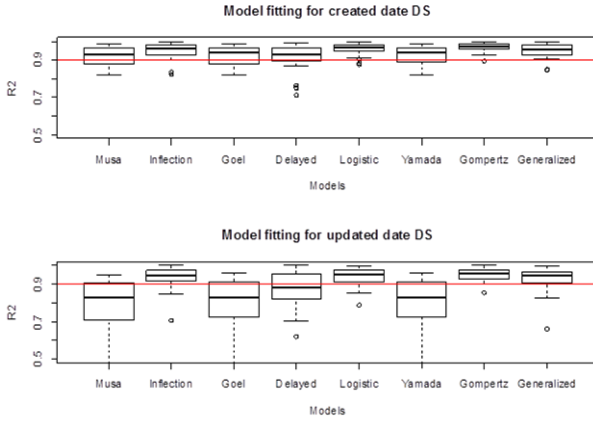 Model fitting for created date DS
R2
0.5 0.7 0.9
Musa Inflection Goel Delayed Logistic Yamada Gompertz Generalized
Models
Model fitting for updated date DS
R2
0.5 0.7 0.9
Musa Inflection Goel Delayed Logistic Yamada Gompertz Generalized
Models